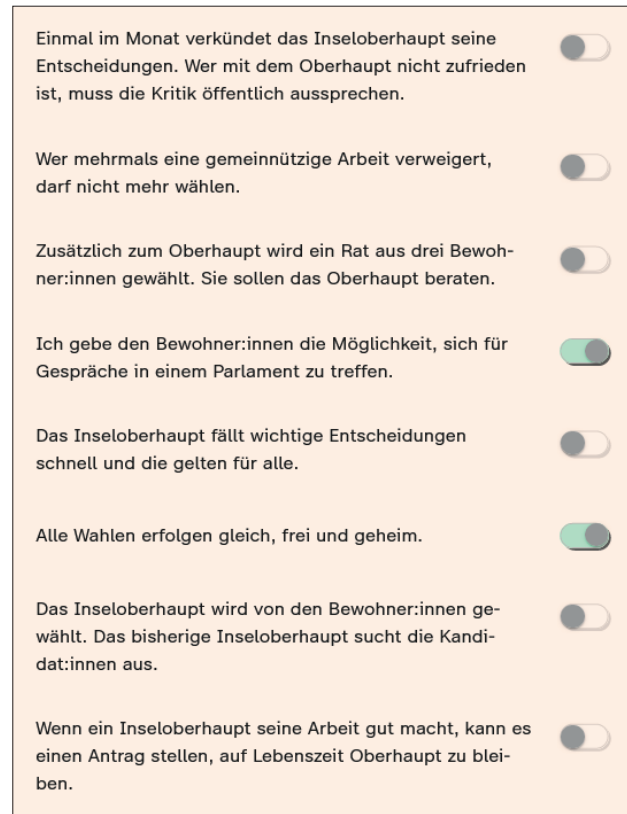 Einmal im Monat verkündet das Inseloberhaupt seine
Entscheidungen. Wer mit dem Oberhaupt nicht zufrieden
ist, muss die Kritik öffentlich aussprechen.
Wer mehrmals eine gemeinnützige Arbeit verweigert,
darf nicht mehr wählen.
Zusätzlich zum Oberhaupt wird ein Rat aus drei Bewoh-
ner:innen gewählt. Sie sollen das Oberhaupt beraten.
Ich gebe den Bewohner:innen die Möglichkeit, sich für
Gespräche in einem Parlament zu treffen.
Das Inseloberhaupt fällt wichtige Entscheidungen
schnell und die gelten für alle.
Alle Wahlen erfolgen gleich, frei und geheim.
Das Inseloberhaupt wird von den Bewohner:innen ge-
wählt. Das bisherige Inseloberhaupt sucht die Kandi-
dat:innen aus.
Wenn ein Inseloberhaupt seine Arbeit gut macht, kann es
einen Antrag stellen, auf Lebenszeit Oberhaupt zu blei-
ben.